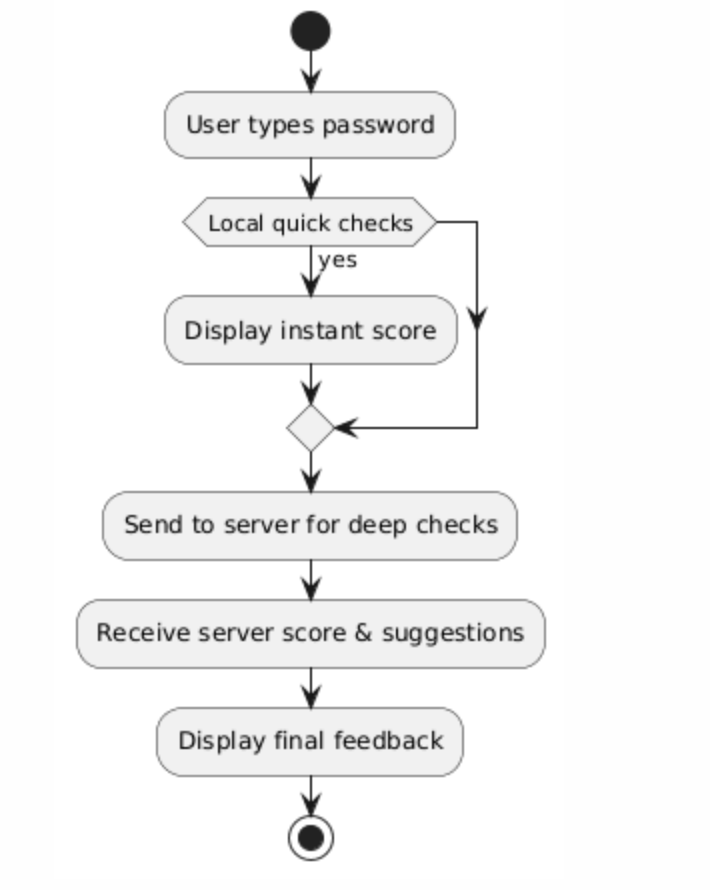 User types password
Local quick checks
yes
Display instant score
Send to server for deep checks
Receive server score & suggestions
Display final feedback